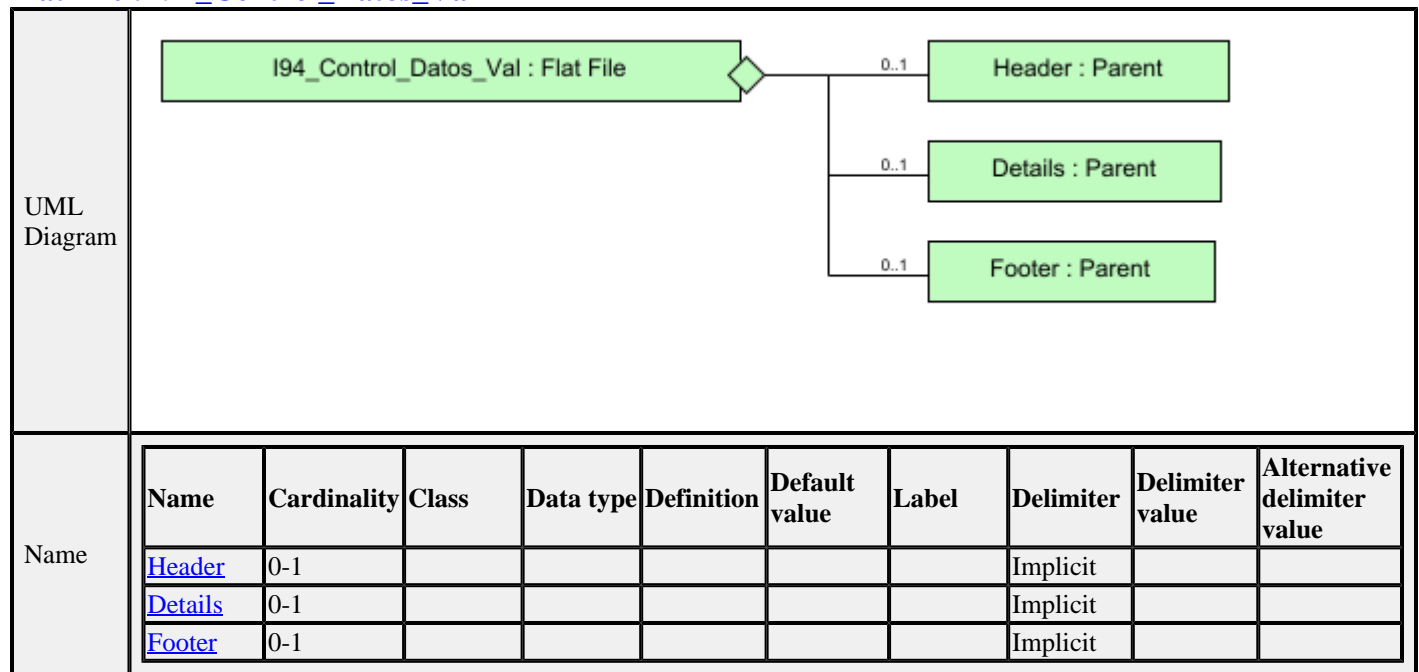 I94_Control_Datos_Val : Flat File
0..1
Header : Parent
0..1
Details : Parent
0..1
Footer : Parent
UML
Diagram
Name
Name Cardinality Class Data type Definition Default value Label Delimiter Delimiter value Alternative delimiter value
Header 0-1 Implicit
Details 0-1 Implicit
Footer 0-1 Implicit